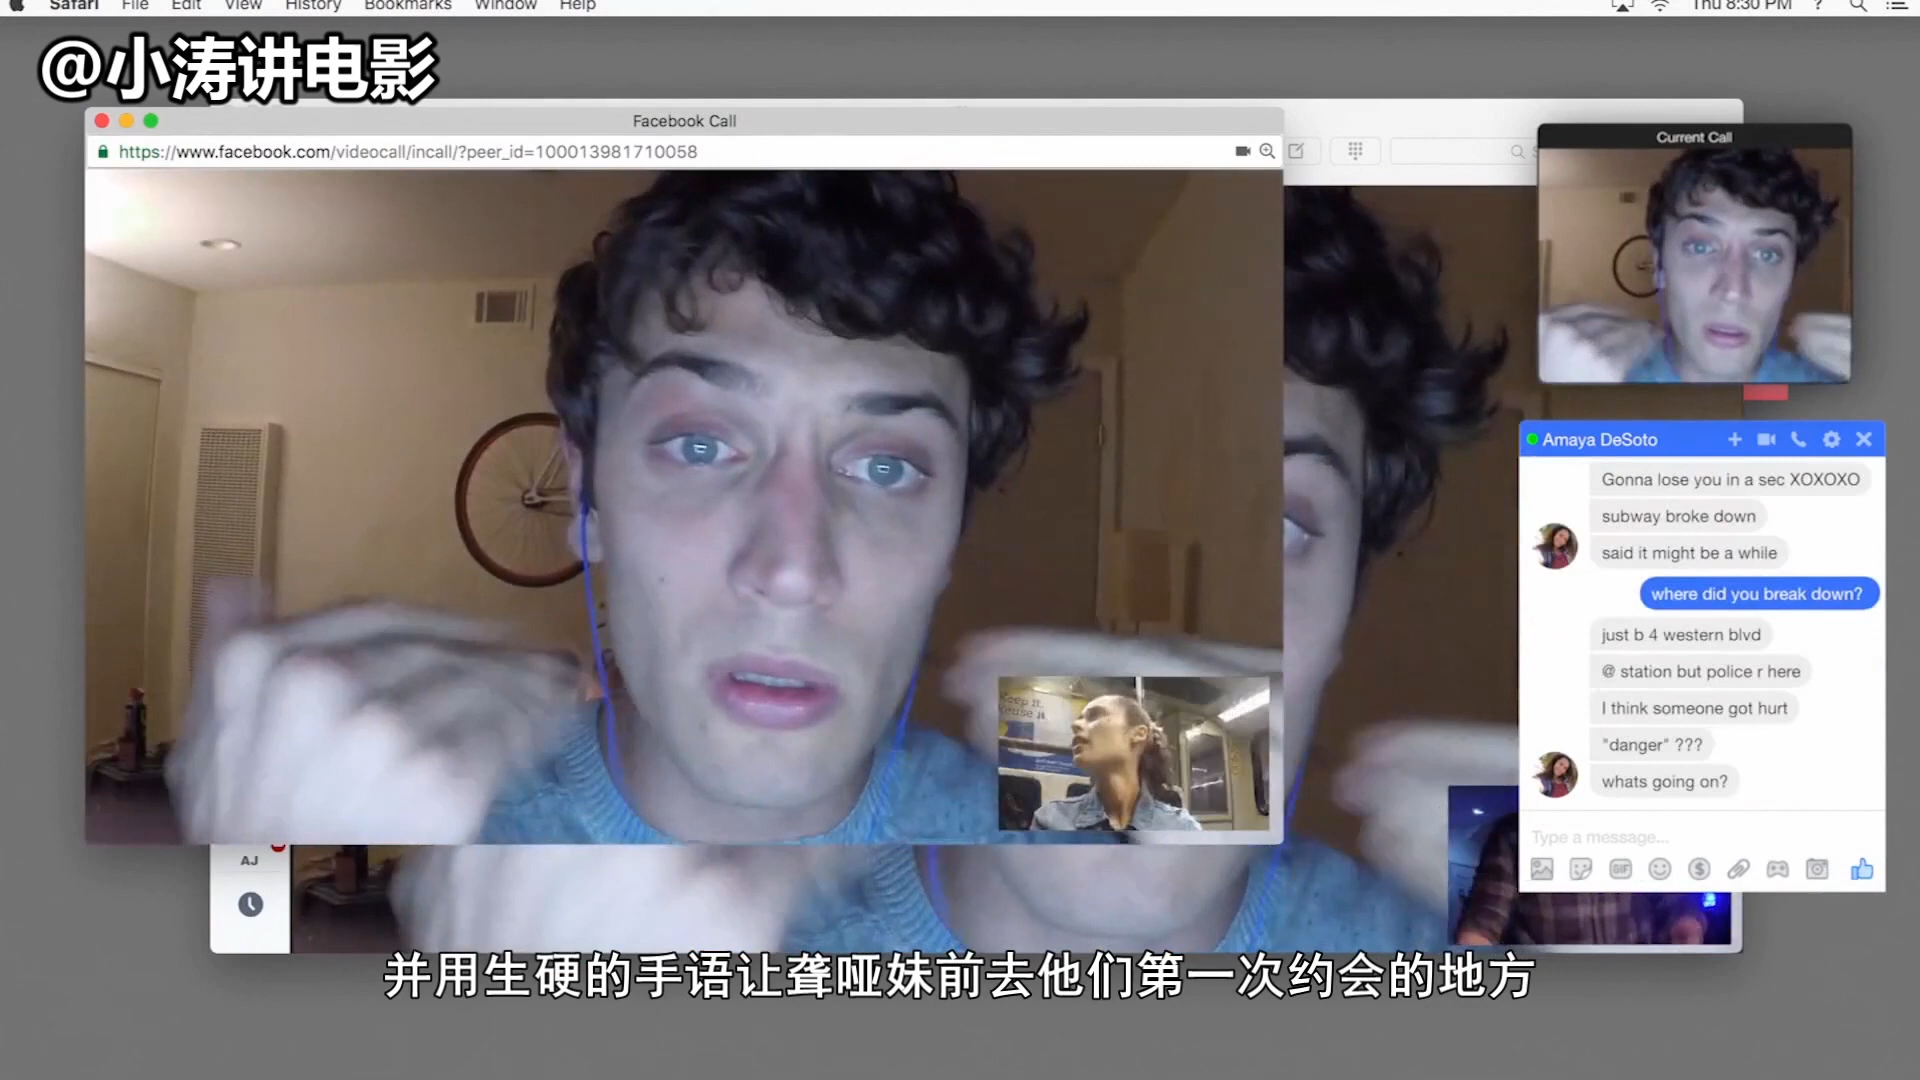 Safari File Edit View History Bookmarks Window Help
Thu 8:30 PM
@小涛讲电影
Facebook Call
https://www.facebook.com/videocall/incall/?peer_id=100013981710058
Current Call
Amaya DeSoto
Gonna lose you in a sec XOXOXO
subway broke down
said it might be a while
where did you break down?
just b 4 western blvd
@ station but police r here
I think someone got hurt
"danger" ???
whats going on?
Type a message...
GIF
$
AJ
并用生硬的手语让聋哑妹前去他们第一次约会的地方